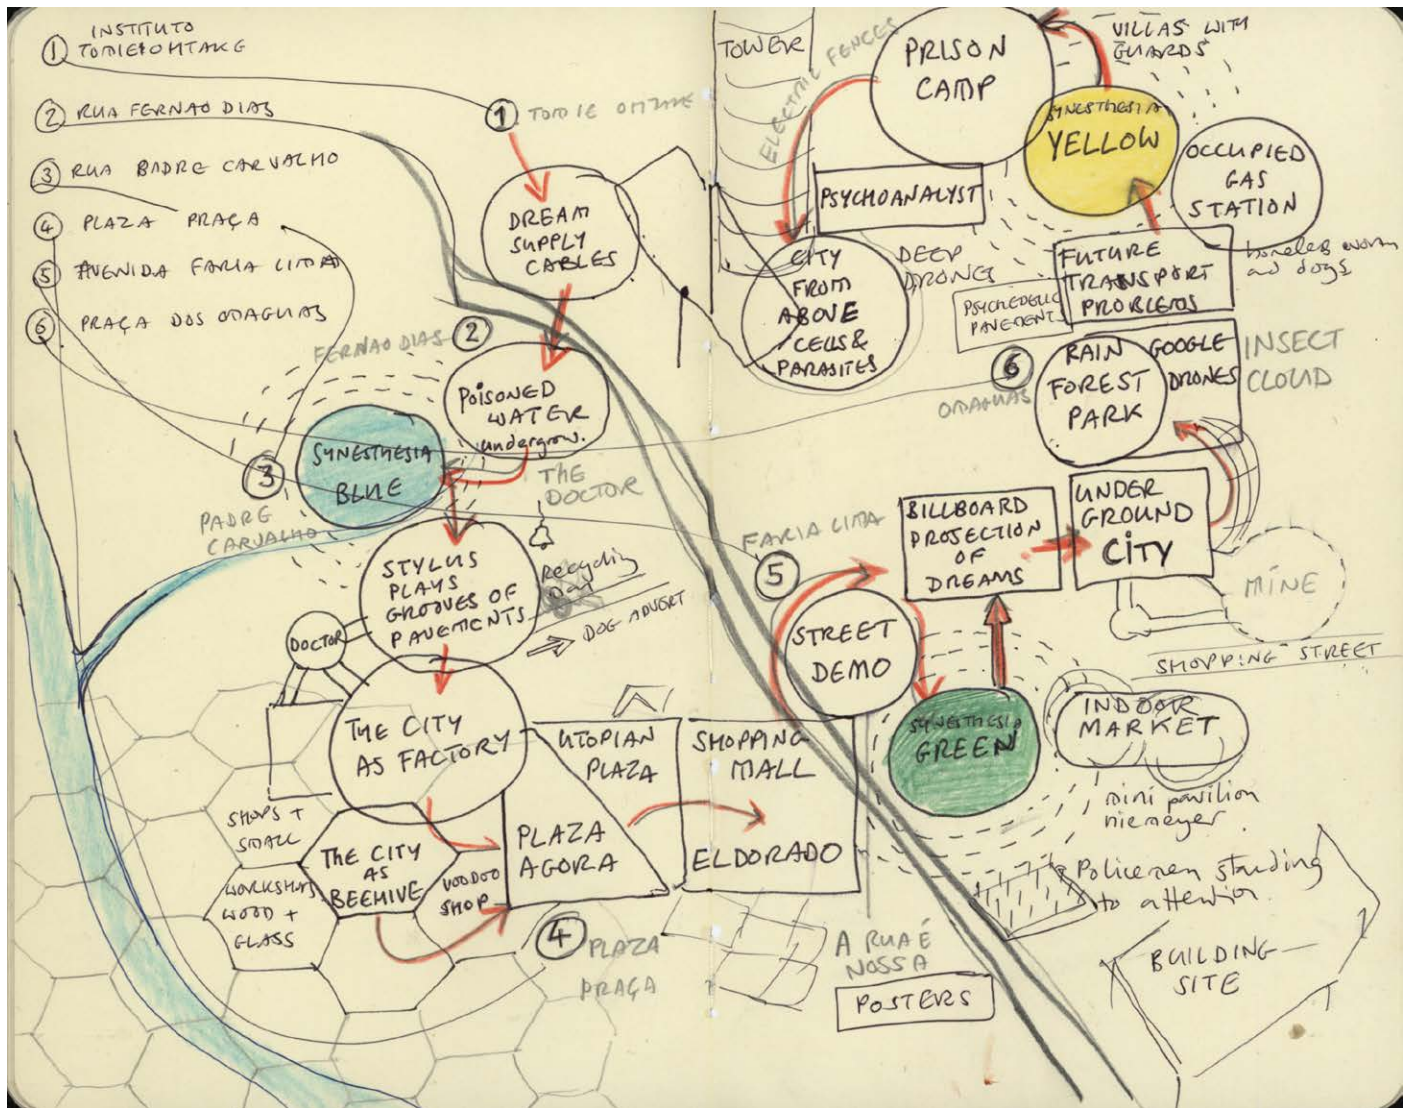 INSTITUTO
1 TOMIE OHTAKE
2 RUA FERNAO DIAS
3 RUA BADRE CARVALHO
4 PLAZA PRAÇA
5 AVENIDA FARIA LIMA
6 PRAÇA DOS OMAGUAS
1 TOMIE OHTAKE
DREAM
SUPPLY
CABLES
FERNAO DIAS 2
POISONED
WATER
undergrow.
SYNESTHESIA
BLUE
3
PADRE
CARVALHO
THE
DOCTOR
STYLUS
PLAYS
GROOVES OF
PAVEMENTS
Recycling
Day
DOG ADVERT
DOCTOR
THE CITY
AS FACTORY
SHOPS +
SMALL
WORKSHOPS
WOOD +
GLASS
THE CITY
AS
BEEHIVE
VOODOO
SHOP
UTOPIAN
PLAZA
PLAZA
AGORA
4 PLAZA
PRAÇA
SHOPPING
MALL
ELDORADO
A RUA É
NOSSA
POSTERS
TOWER
ELECTRIC FENCES
PRISON
CAMP
VILLAS WITH
GUARDS
SYNESTHESIA
YELLOW
OCCUPIED
GAS
STATION
homeless
and dogs
PSYCHOANALYST
CITY
FROM
ABOVE
CELLS &
PARASITES
DEEP
DRONES
PSYCHEDELIC
PAVEMENTS
FUTURE
TRANSPORT
PROBLEMS
6
OMAGUAS
RAIN
FOREST
PARK
GOOGLE
DRONES
INSECT
CLOUD
FARIA LIMA
5
BILLBOARD
PROJECTION
OF
DREAMS
UNDER
GROUND
CITY
MINE
SHOPPING STREET
STREET
DEMO
SYNESTHESIA
GREEN
INDOOR
MARKET
mini pavilion
niemeyer
Policemen standing
to attention
BUILDING
SITE